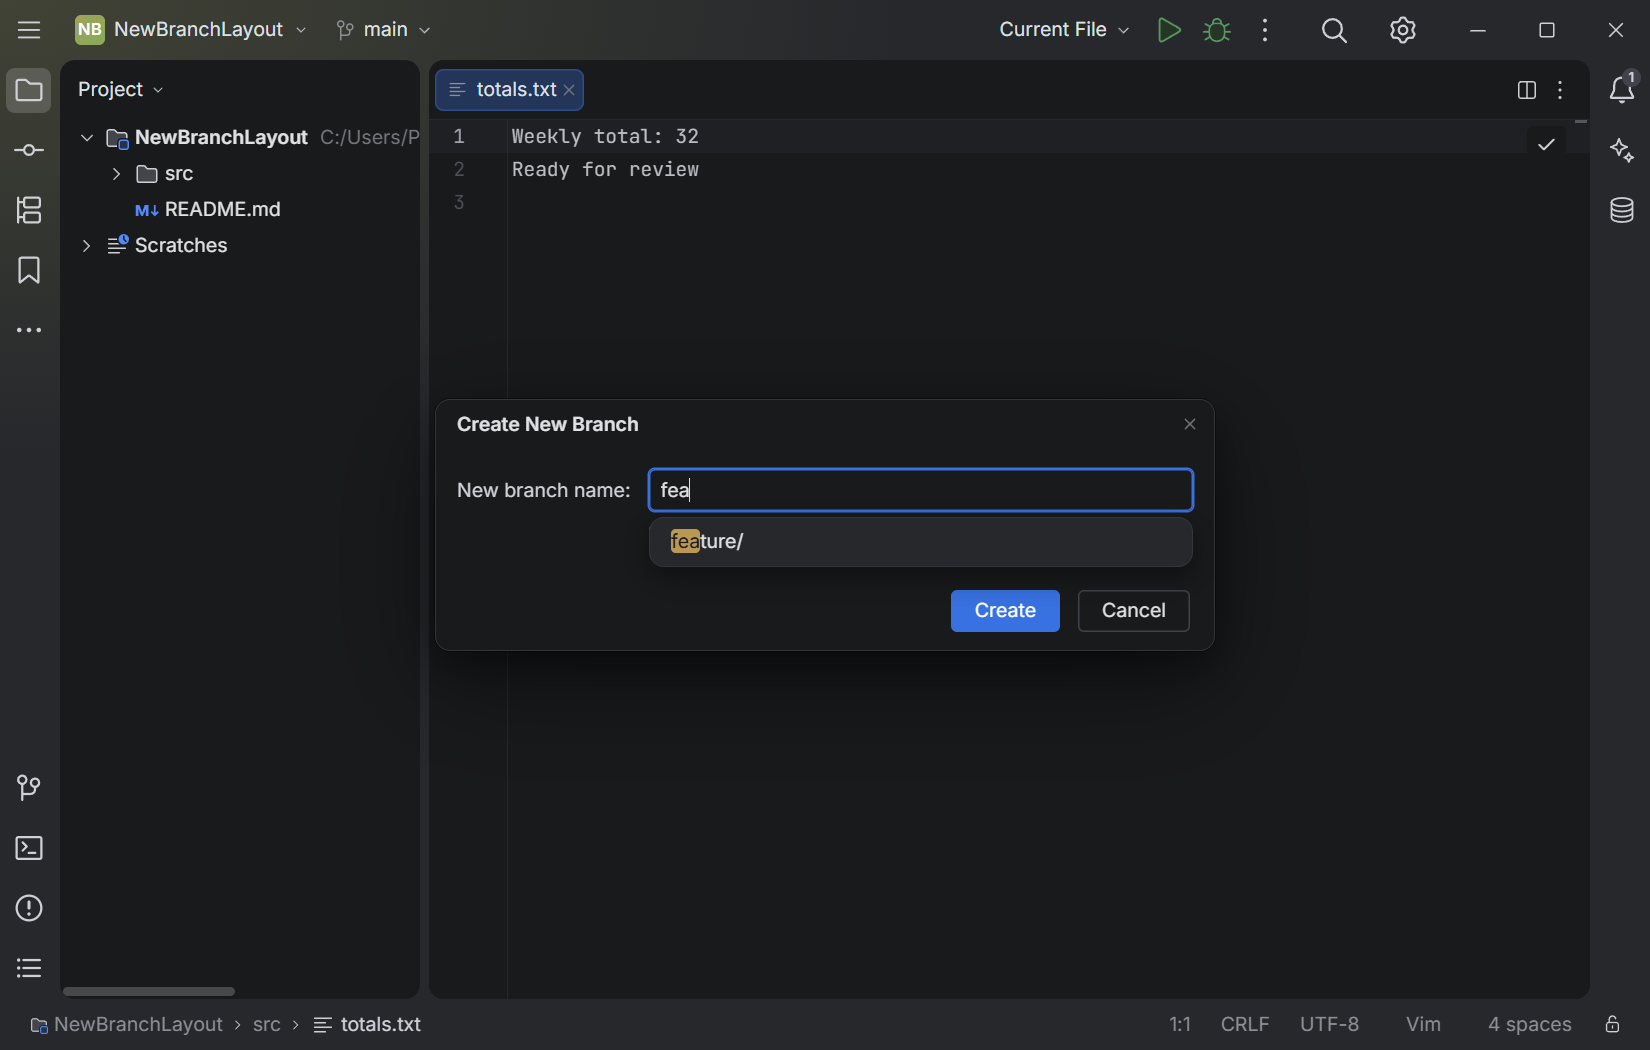 NB NewBranchLayout main Current File
Project
totals.txt
1
NewBranchLayout C:/Users/P
src
M↓ README.md
Scratches
1 Weekly total: 32
2 Ready for review
3
Create New Branch
New branch name: fea
feature/
Create Cancel
NewBranchLayout › src › totals.txt 1:1 CRLF UTF-8 Vim 4 spaces